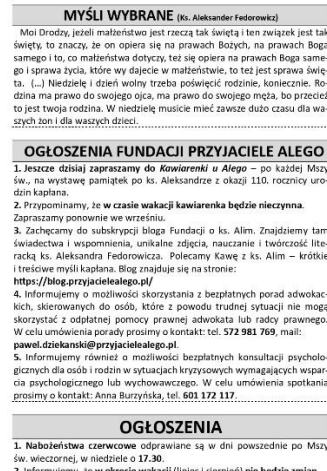 MYŚLI WYBRANE (Ks. Aleksander Fedorowicz)
Moi Drodzy, jeżeli małżeństwo jest rzeczą tak świętą i ten związek jest tak
święty, to znaczy, że on opiera się na prawach Bożych, na prawach Boga
samego i to, co małżeństwa dotyczy, też się opiera na prawach Boga same-
go i sprawa życia, które wy dajecie w małżeństwie, to też jest sprawa świę-
ta. (…) Niedzielę i dzień wolny trzeba poświęcić rodzinie, koniecznie. Ro-
dzina ma prawo do swojego ojca, ma prawo do swojego męża, bo przecież
to jest twoja rodzina. W niedzielę musicie mieć zawsze dużo czasu dla wa-
szych żon i dla waszych dzieci.
OGŁOSZENIA FUNDACJI PRZYJACIELE ALEGO
1. Jeszcze dzisiaj zapraszamy do Kawiarenki u Alego – po każdej Mszy
św., na wystawę pamiątek po ks. Aleksandrze z okazji 110. rocznicy uro-
dzin kapłana.
2. Przypominamy, że w czasie wakacji kawiarenka będzie nieczynna.
Zapraszamy ponownie we wrześniu.
3. Zachęcamy do subskrypcji bloga Fundacji o ks. Alim. Znajdziemy tam
świadectwa i wspomnienia, unikalne zdjęcia, nauczanie i twórczość lite-
racką ks. Aleksandra Fedorowicza. Polecamy Kawę z ks. Alim – krótkie
i treściwe myśli kapłana. Blog znajduje się na stronie:
https://blog.przyjacielealego.pl/
4. Informujemy o możliwości skorzystania z bezpłatnych porad adwokac-
kich, skierowanych do osób, które z powodu trudnej sytuacji nie mogą
skorzystać z odpłatnej pomocy prawnej adwokata lub radcy prawnego.
W celu umówienia porady prosimy o kontakt: tel. 572 981 769, mail:
pawel.dziekanski@przyjacielealego.pl.
5. Informujemy również o możliwości bezpłatnych konsultacji psycholo-
gicznych dla osób i rodzin w sytuacjach kryzysowych wymagających wspar-
cia psychologicznego lub wychowawczego. W celu umówienia spotkania
prosimy o kontakt: Anna Burzyńska, tel. 601 172 117.
OGŁOSZENIA
1. Nabożeństwa czerwcowe odprawiane są w dni powszednie po Mszy
św. wieczornej, w niedziele o 17.30.
2. Informujemy, że w okresie wakacji (lipiec i sierpień) nie będzie zmian